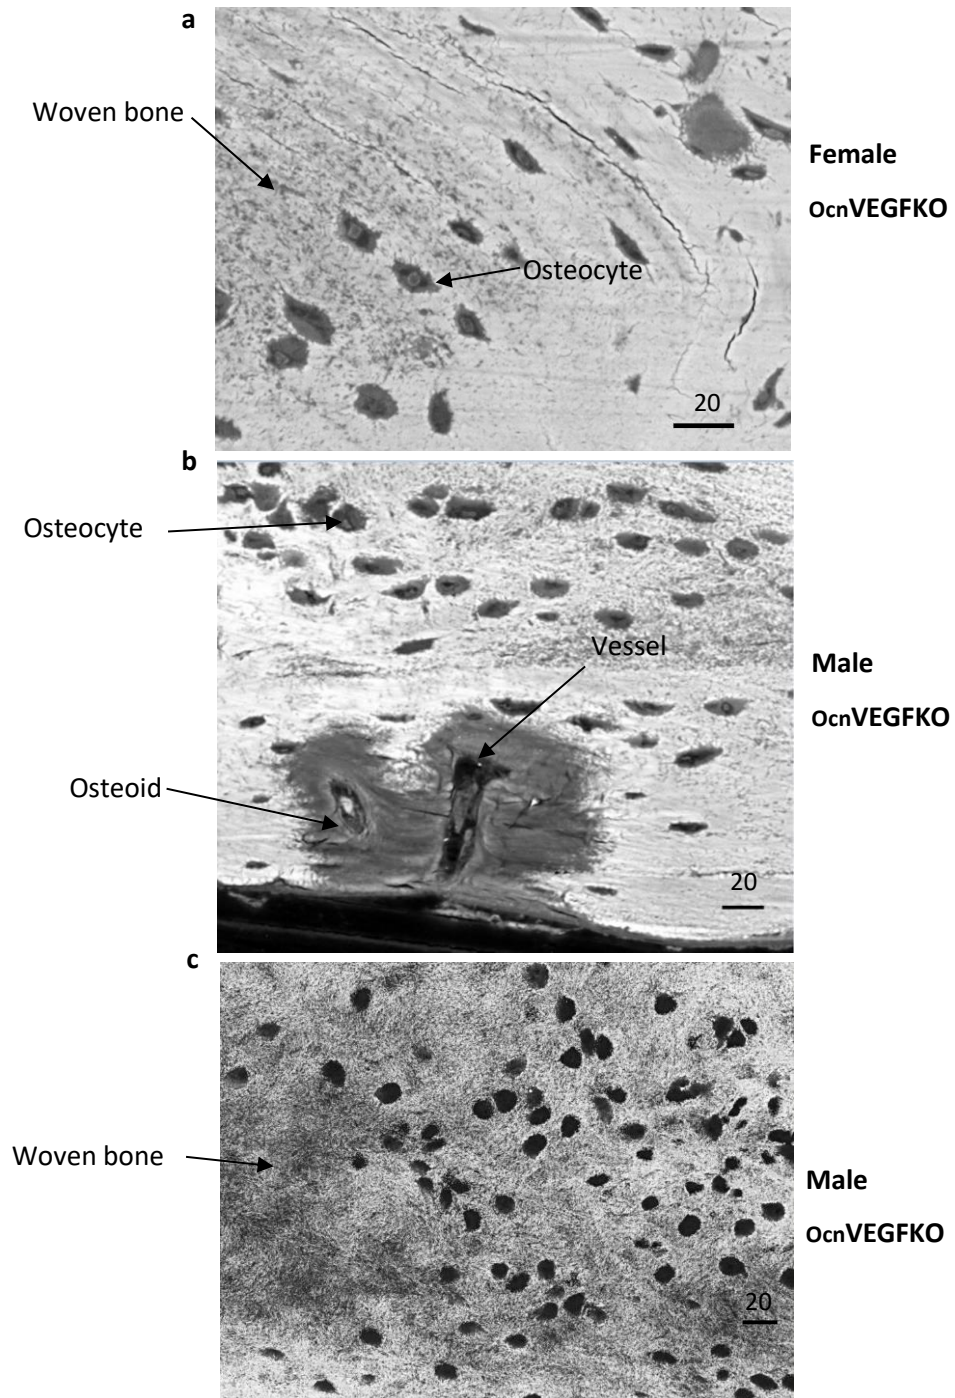 a
Woven bone
Female
OcnVEGFKO
Osteocyte
20
b
Osteocyte
Vessel
Male
OcnVEGFKO
Osteoid
20
c
Woven bone
Male
OcnVEGFKO
20